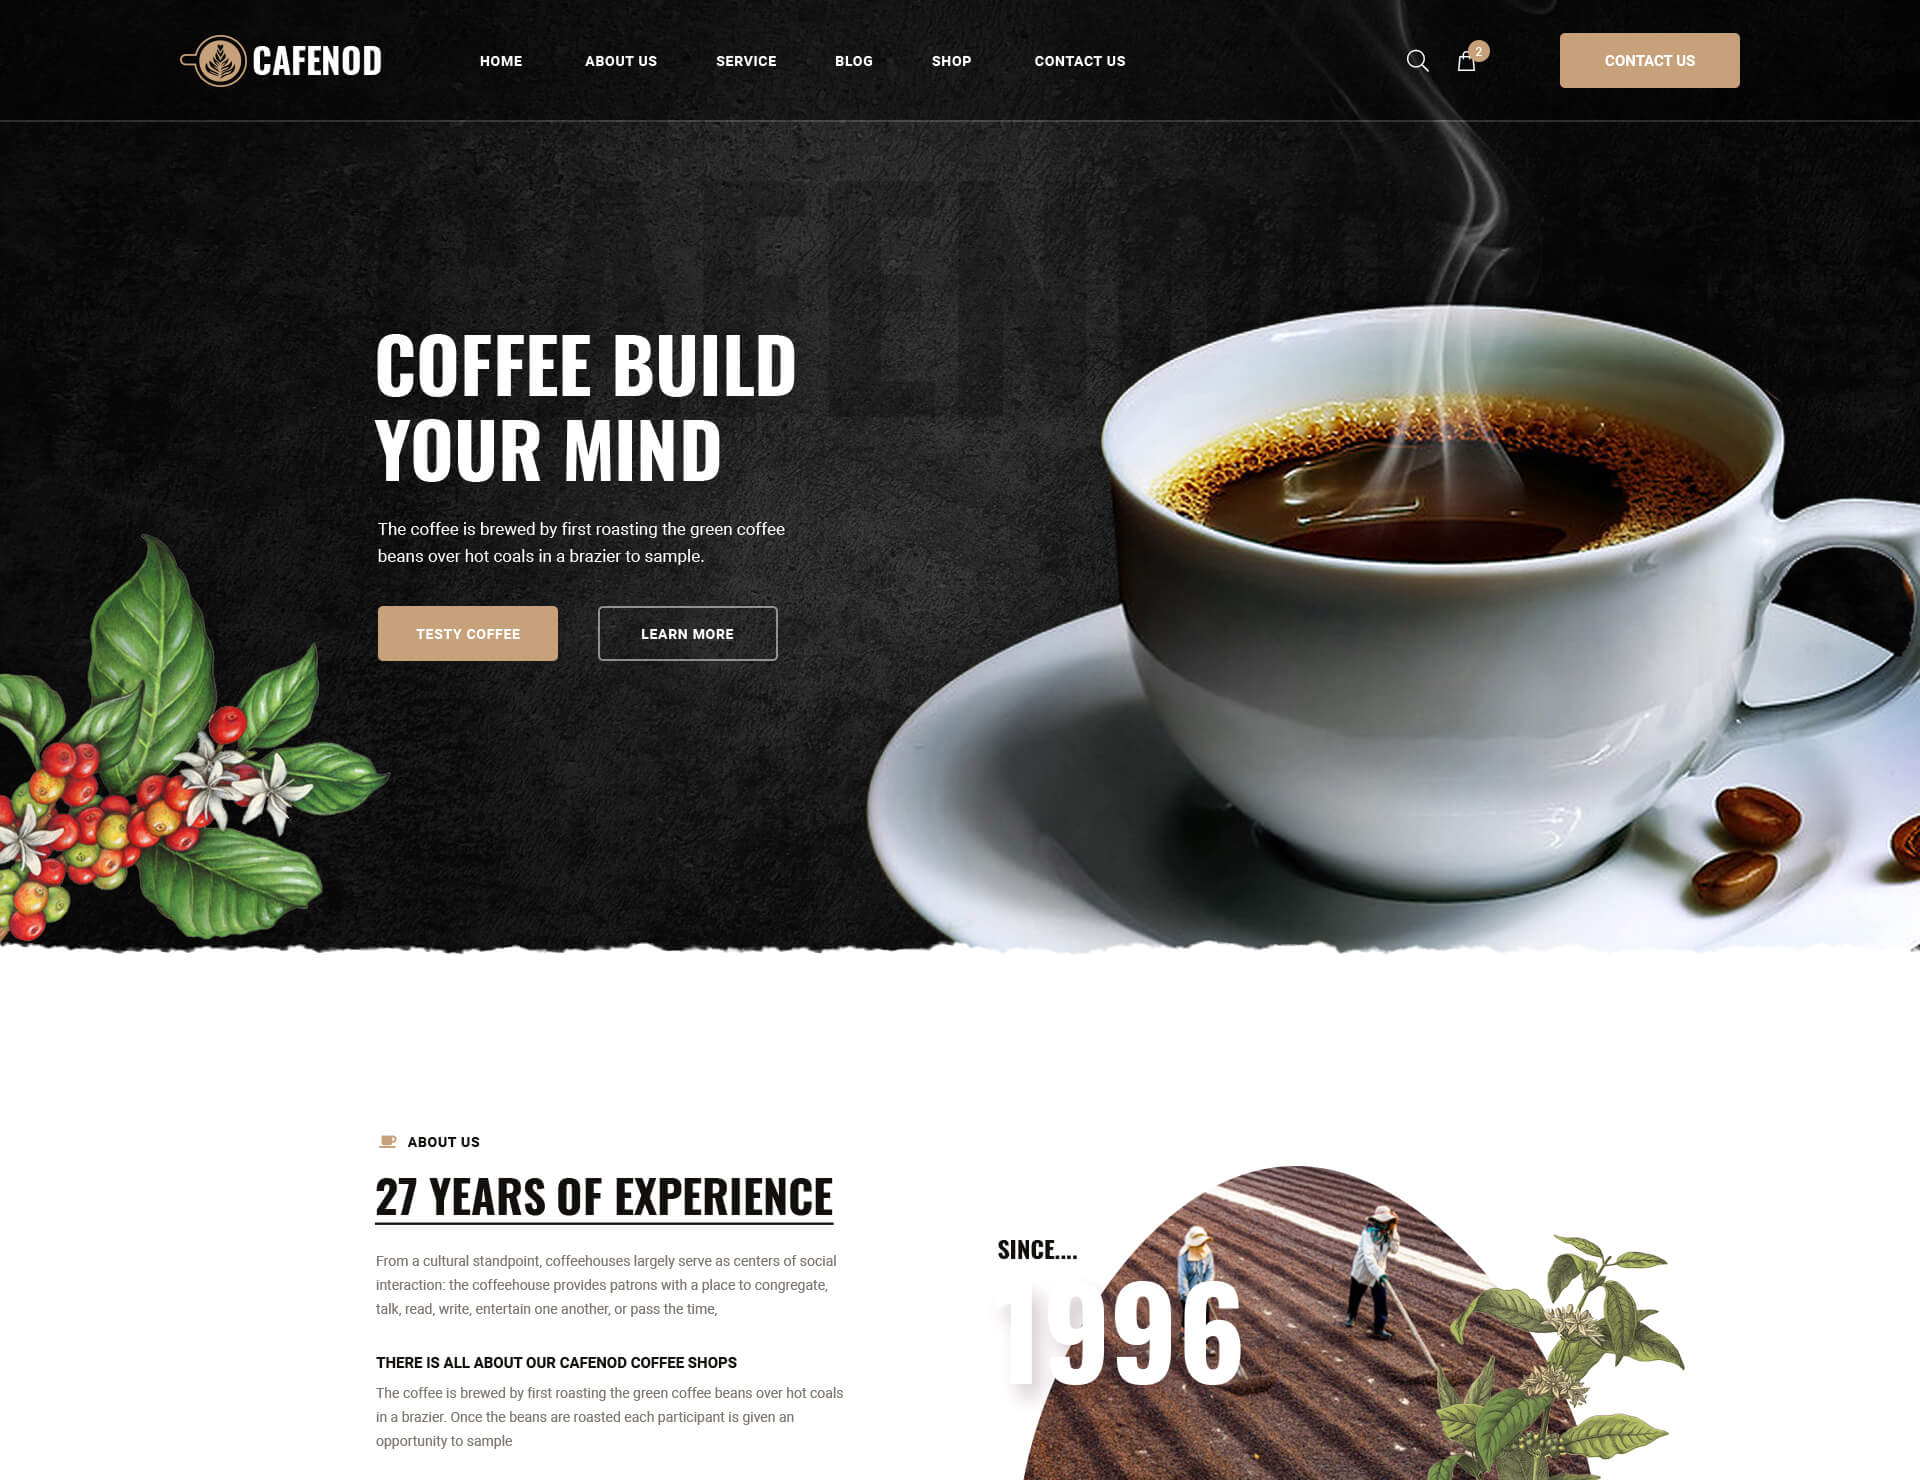 CAFENOD
HOME ABOUT US SERVICE BLOG SHOP CONTACT US
2
CONTACT US
CAFENOD
COFFEE BUILD
YOUR MIND
The coffee is brewed by first roasting the green coffee
beans over hot coals in a brazier to sample.
TESTY COFFEE LEARN MORE
ABOUT US
27 YEARS OF EXPERIENCE
From a cultural standpoint, coffeehouses largely serve as centers of social
interaction: the coffeehouse provides patrons with a place to congregate,
talk, read, write, entertain one another, or pass the time,
THERE IS ALL ABOUT OUR CAFENOD COFFEE SHOPS
The coffee is brewed by first roasting the green coffee beans over hot coals
in a brazier. Once the beans are roasted each participant is given an
opportunity to sample
SINCE....
1996